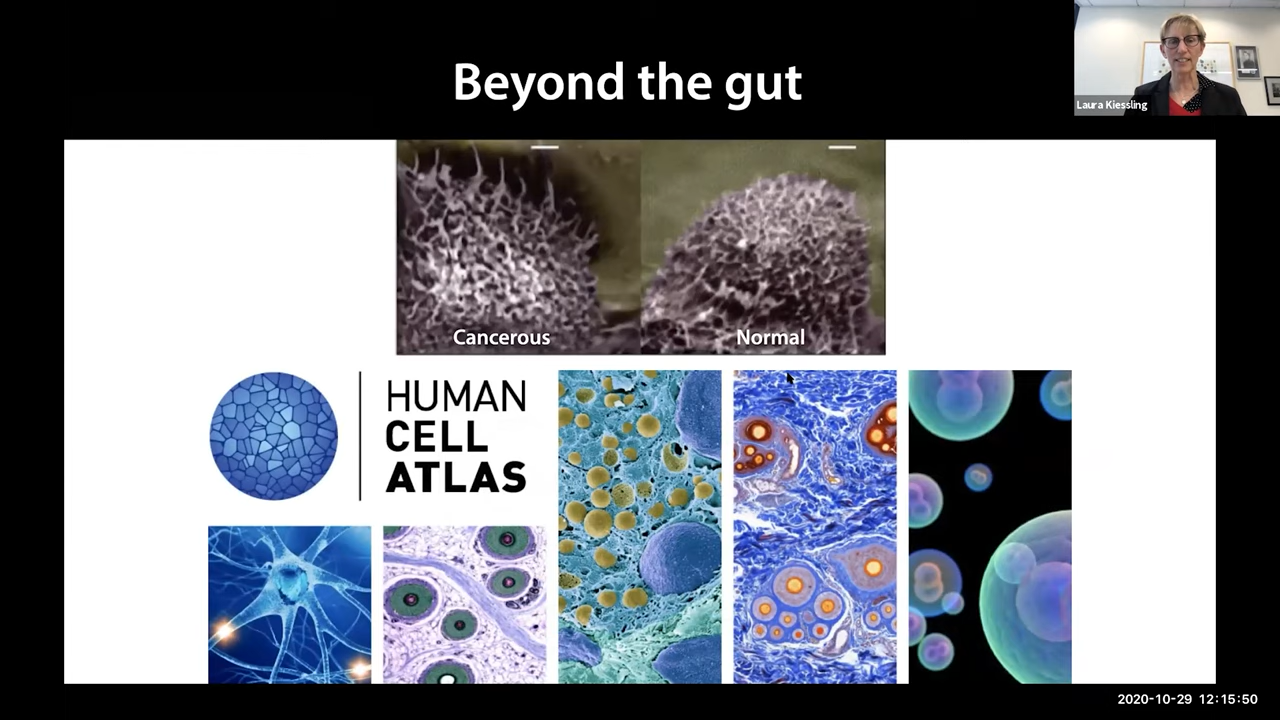 Beyond the gut
Laura Kiessling
Cancerous
Normal
HUMAN
CELL
ATLAS
2020-10-29 12:15:50